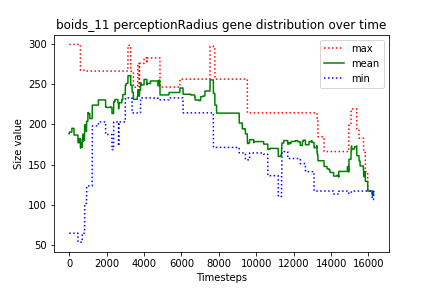 boids_11 perceptionRadius gene distribution over time
300
250
200
150
100
50
Size value
max
mean
min
0 2000 4000 6000 8000 10000 12000 14000 16000
Timesteps